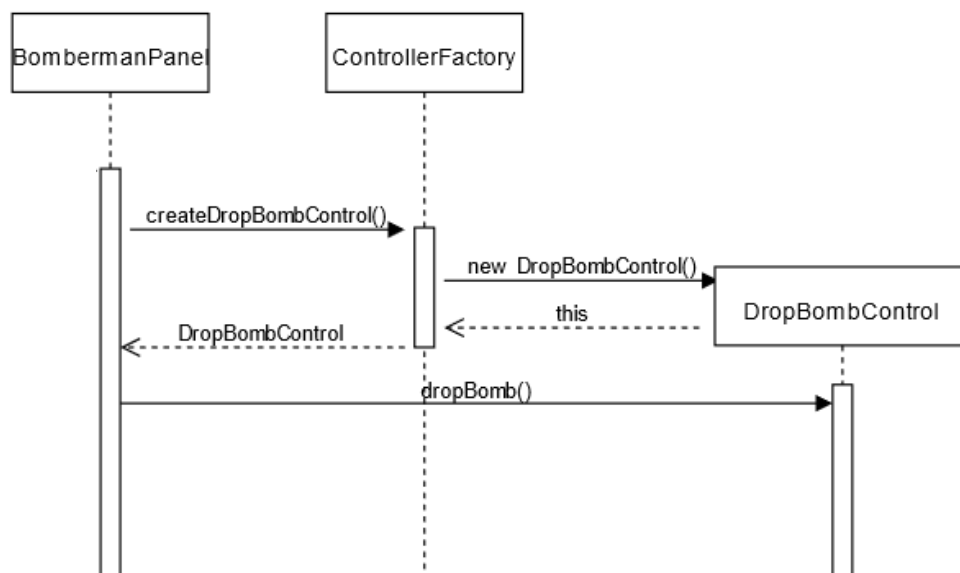 BombermanPanel
ControllerFactory
createDropBombControl()
new DropBombControl()
DropBombControl
this
DropBombControl
dropBomb()